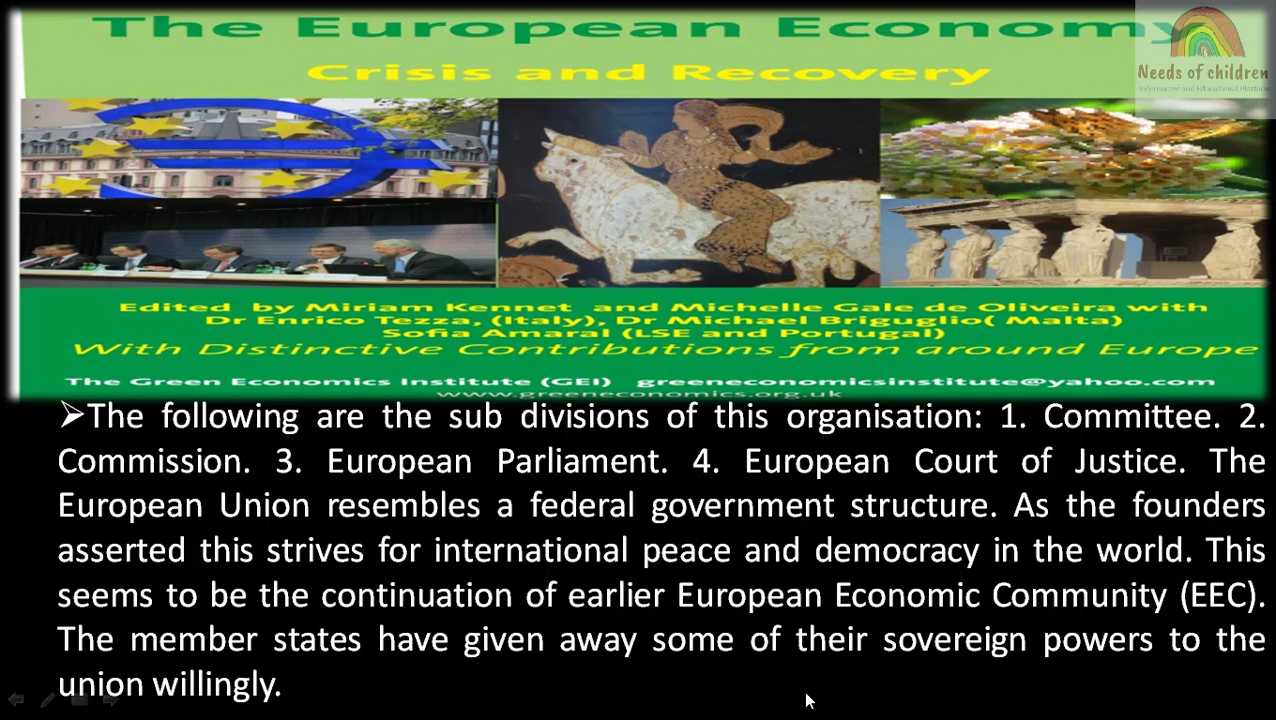 The European Economy
Crisis and Recovery
Needs of children
Informative and Educational Platform
Edited by Miriam Kennet and Michelle Gale de Oliveira with
Dr Enrico Tezza, (Italy), Dr Michael Briguglio( Malta)
Sofia Amaral (LSE and Portugal)
With Distinctive Contributions from around Europe
The Green Economics Institute (GEI) greeneconomicsinstitute@yahoo.com
www.greeneconomics.org.uk
➢The following are the sub divisions of this organisation: 1. Committee. 2.
Commission. 3. European Parliament. 4. European Court of Justice. The
European Union resembles a federal government structure. As the founders
asserted this strives for international peace and democracy in the world. This
seems to be the continuation of earlier European Economic Community (EEC).
The member states have given away some of their sovereign powers to the
union willingly.